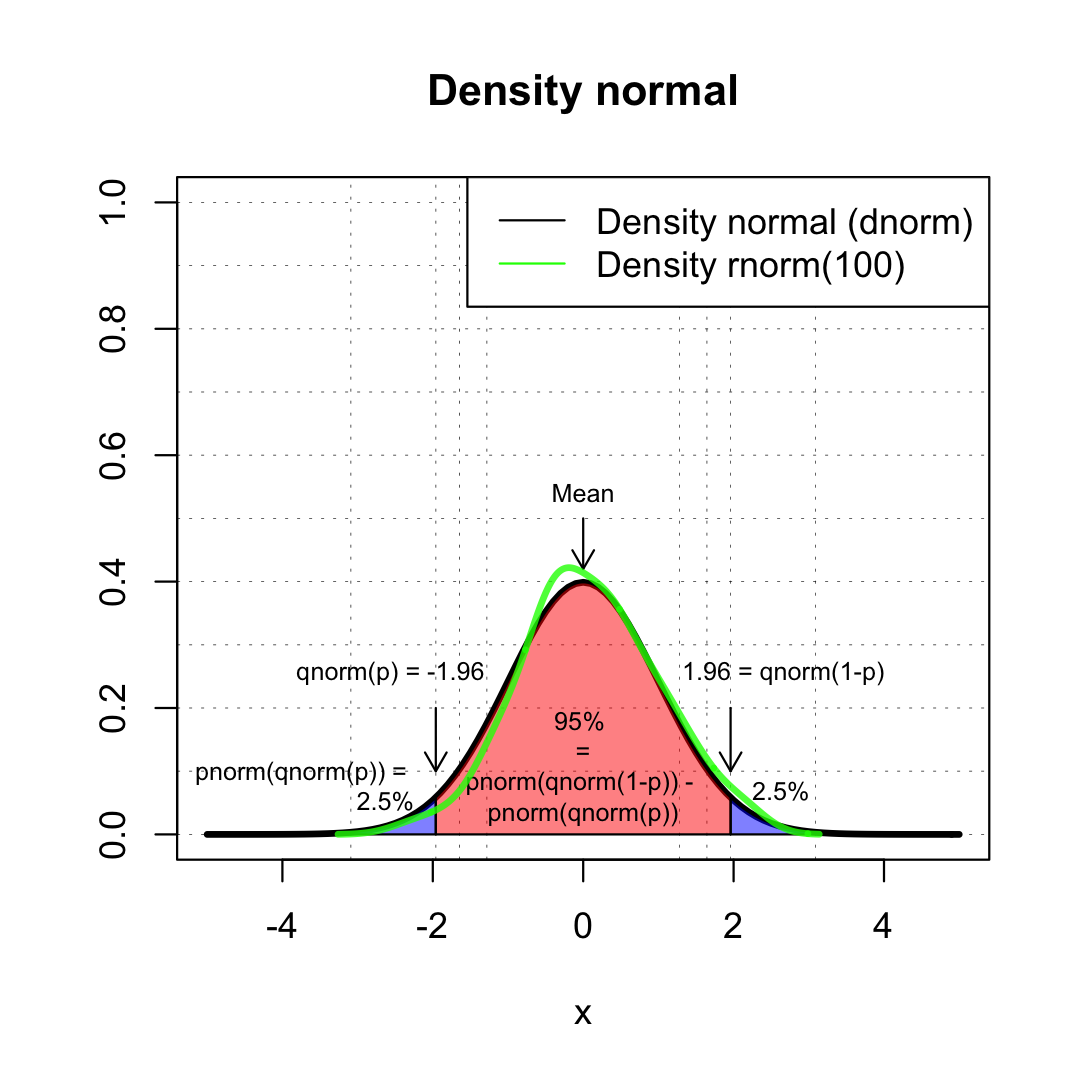 Density normal
1.0
0.8
0.6
0.4
0.2
0.0
Density normal (dnorm)
Density rnorm(100)
Mean
qnorm(p) = -1.96
1.96 = qnorm(1-p)
95%
=
pnorm(qnorm(1-p)) -
pnorm(qnorm(p))
pnorm(qnorm(p)) =
2.5%
2.5%
-4
-2
0
2
4
x